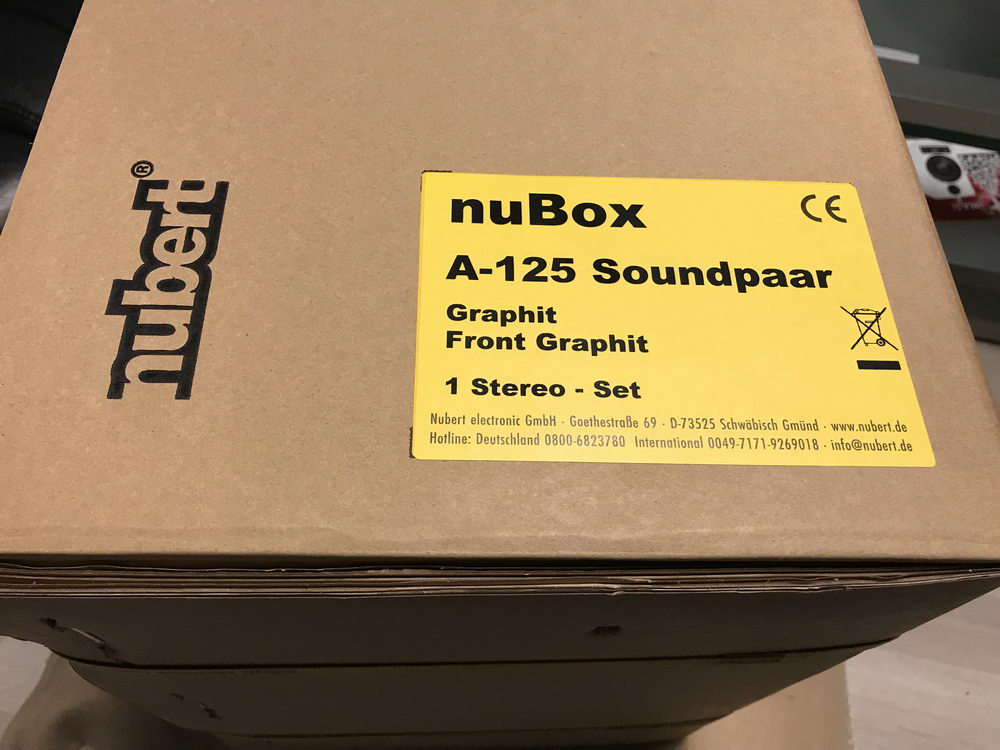 nubert®
nuBox
CE
A-125 Soundpaar
Graphit
Front Graphit
1 Stereo - Set
Nubert electronic GmbH · Goethestraße 69 · D-73525 Schwäbisch Gmünd · www.nubert.de
Hotline: Deutschland 0800-6823780 International 0049-7171-9269018 · info@nubert.de